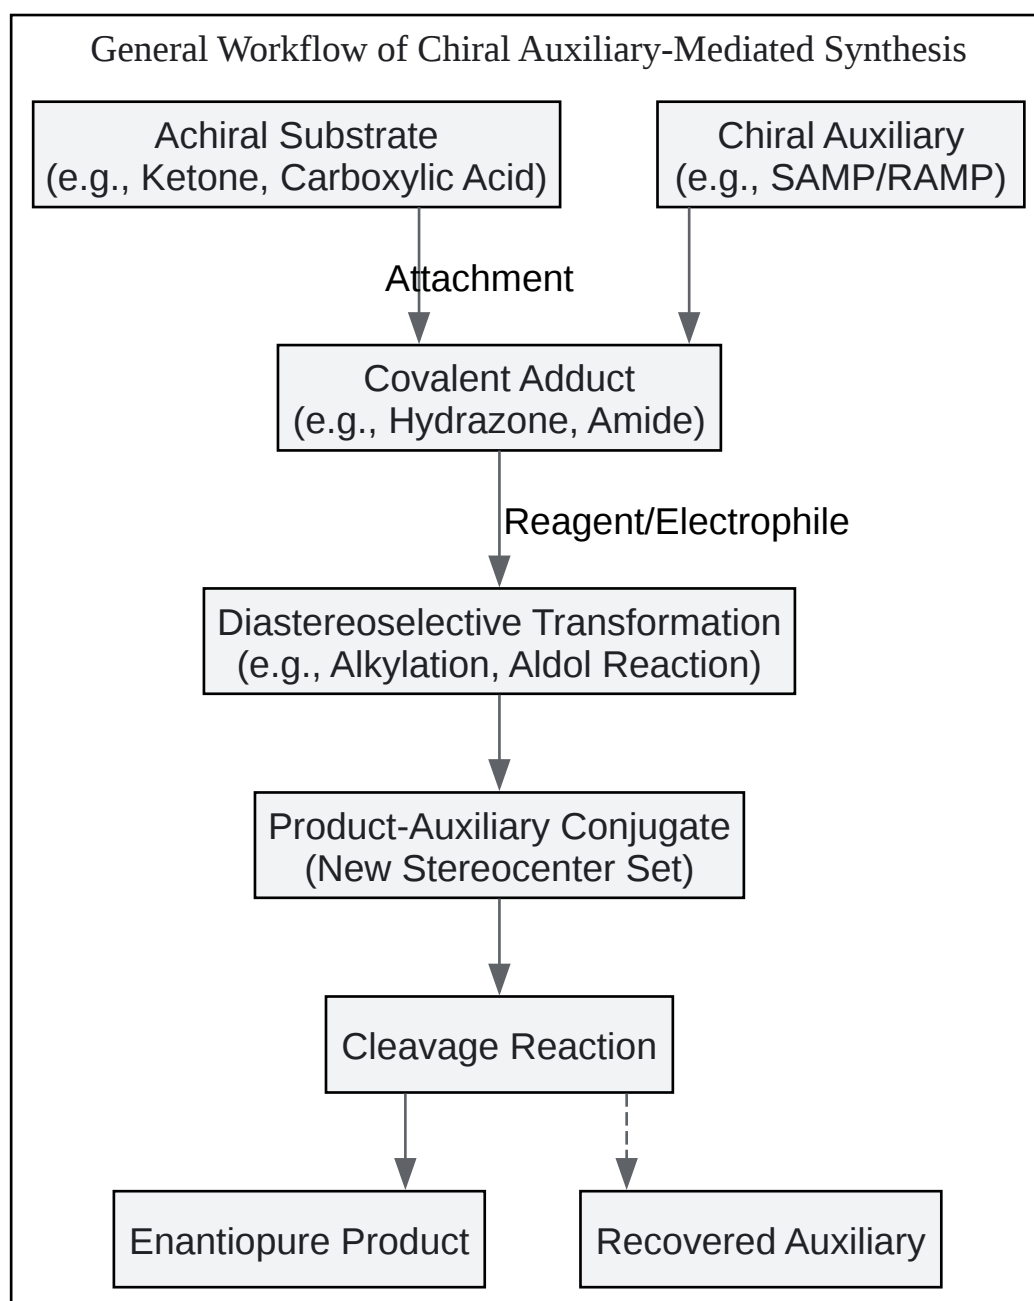 General Workflow of Chiral Auxiliary-Mediated Synthesis
Achiral Substrate
(e.g., Ketone, Carboxylic Acid)
Chiral Auxiliary
(e.g., SAMP/RAMP)
Attachment
Covalent Adduct
(e.g., Hydrazone, Amide)
Reagent/Electrophile
Diastereoselective Transformation
(e.g., Alkylation, Aldol Reaction)
Product-Auxiliary Conjugate
(New Stereocenter Set)
Cleavage Reaction
Enantiopure Product
Recovered Auxiliary